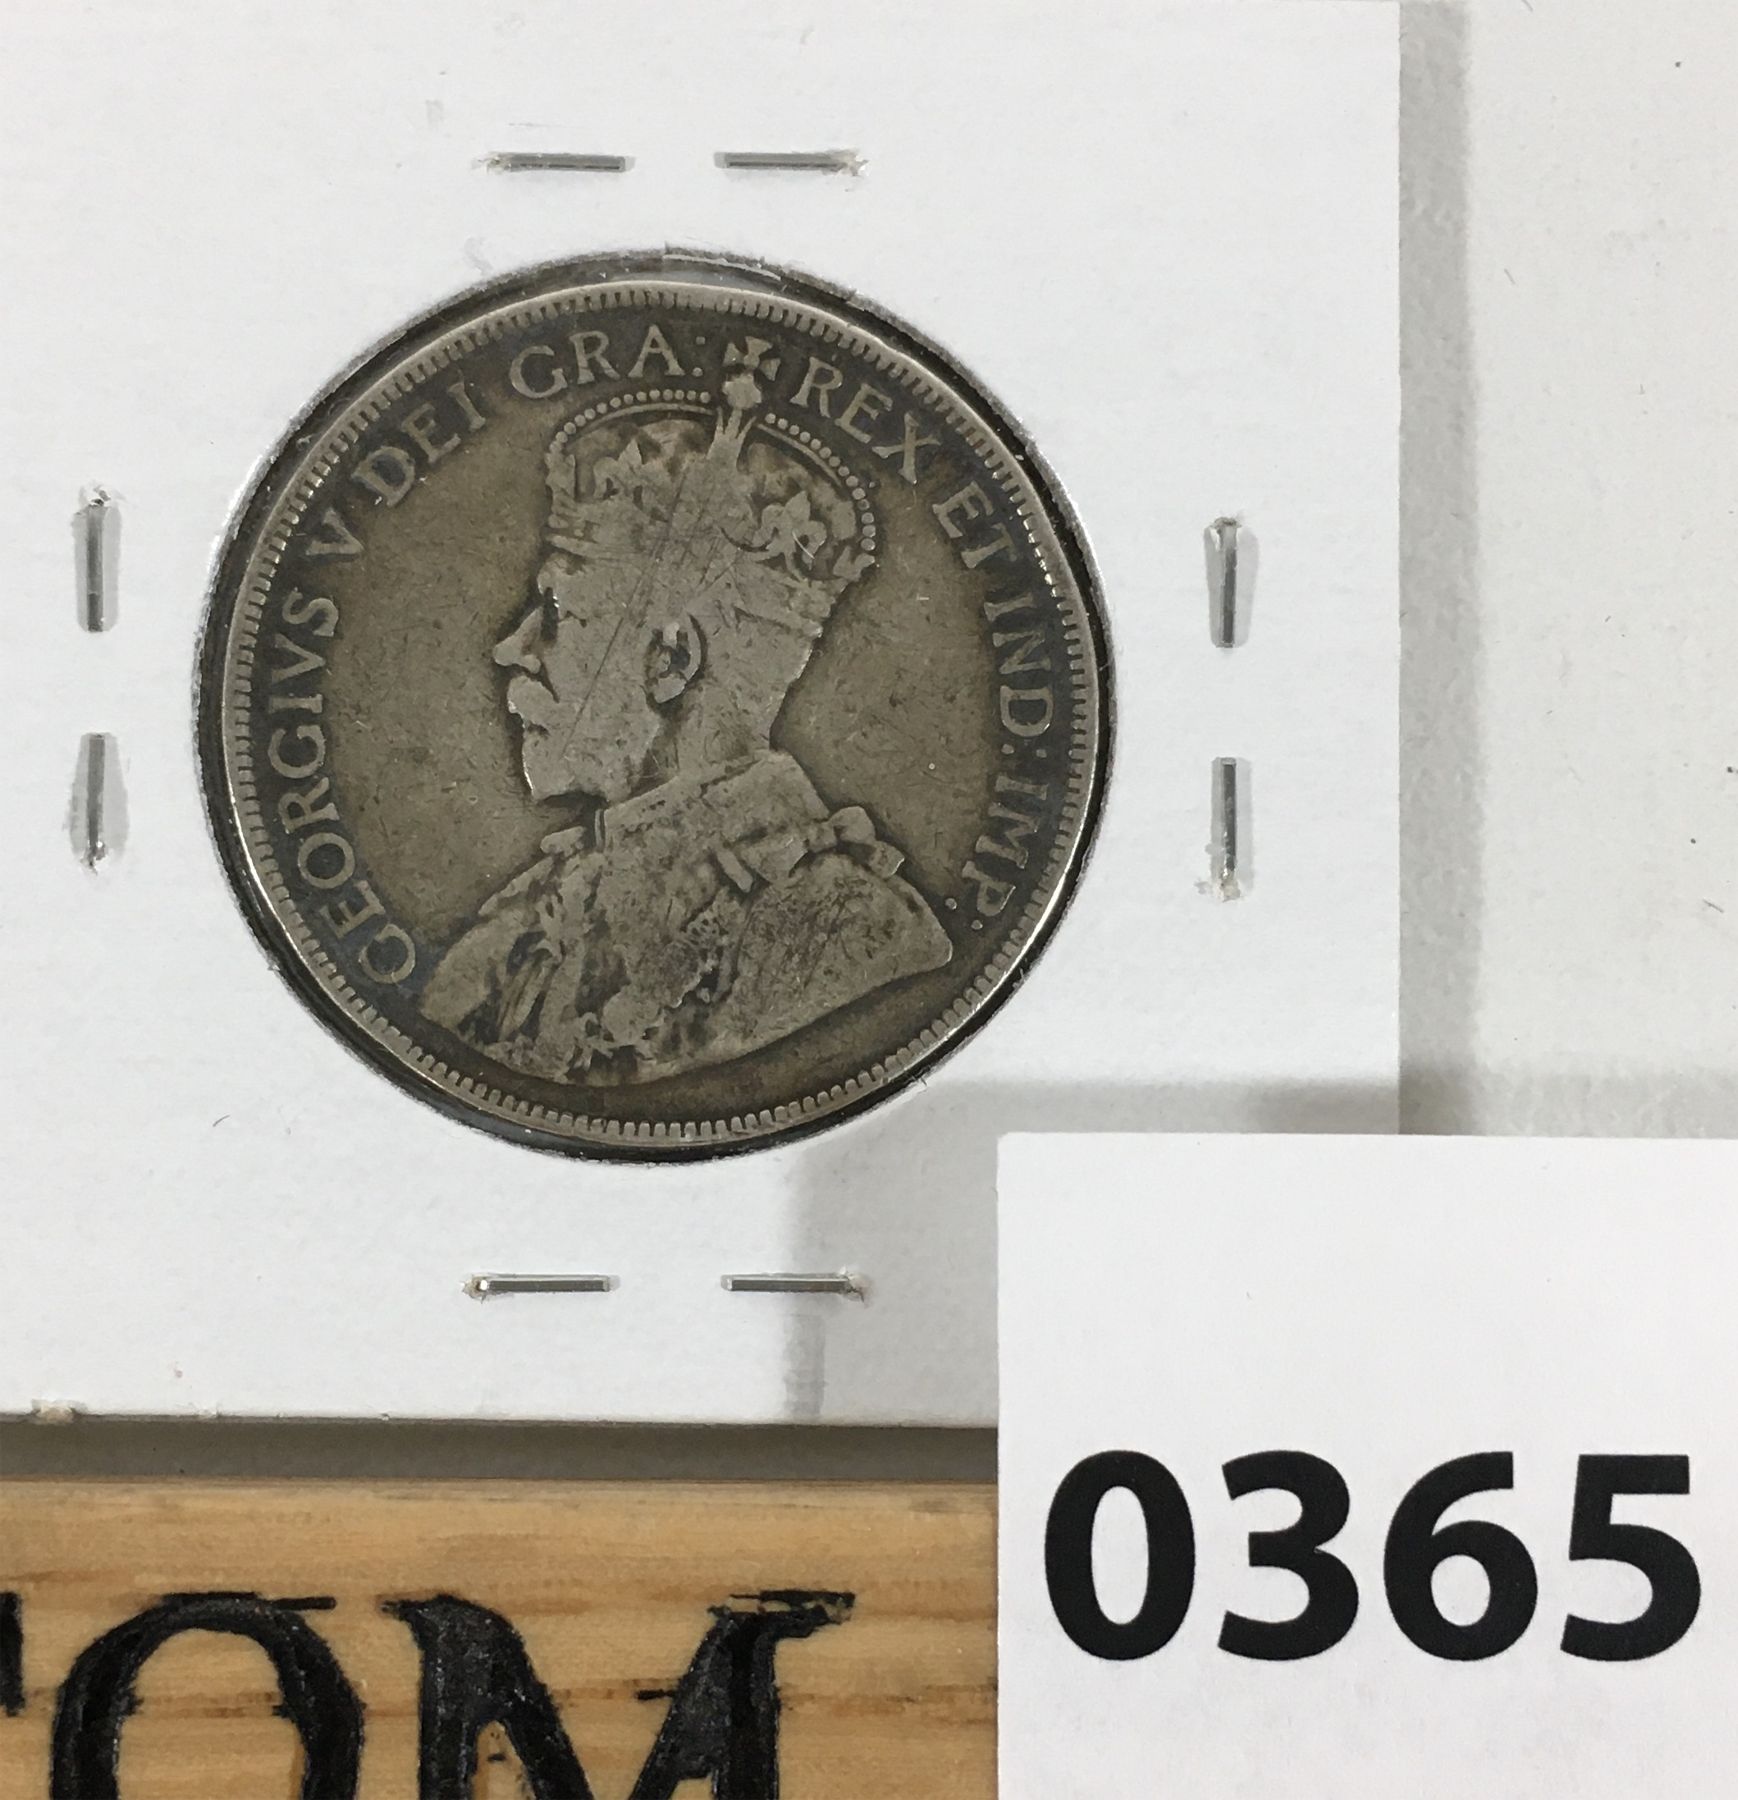 GEORGIVS V DEI GRA: REX ET IND: IMP:
0365
OM